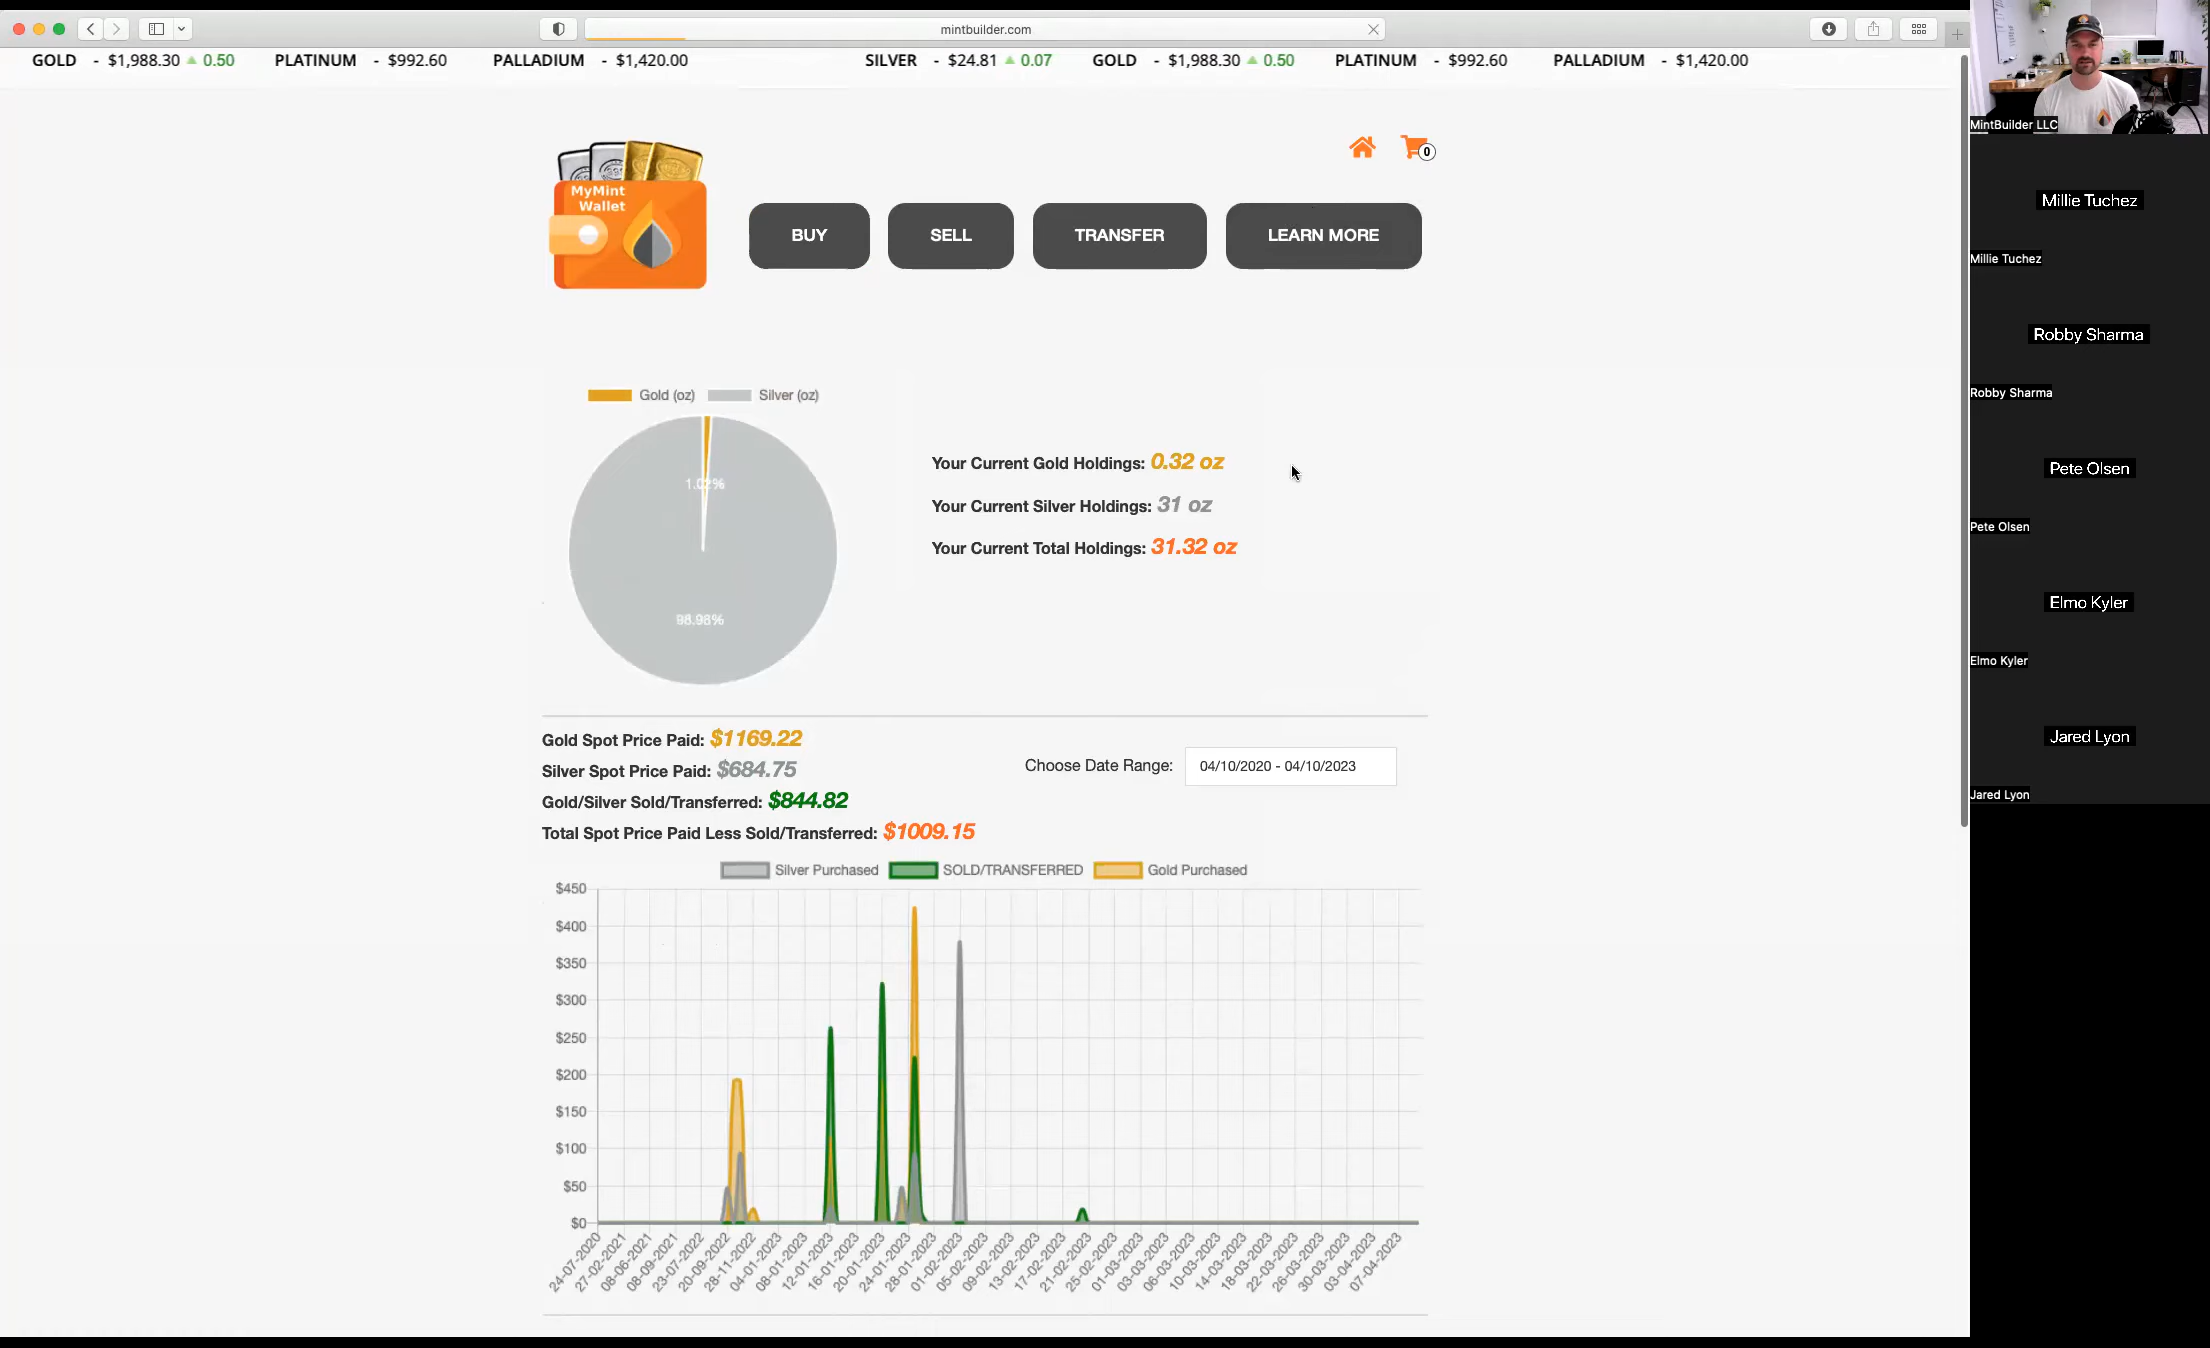 mintbuilder.com
GOLD - $1,988.30 ▲ 0.50 PLATINUM - $992.60 PALLADIUM - $1,420.00 SILVER - $24.81 ▲ 0.07 GOLD - $1,988.30 ▲ 0.50 PLATINUM - $992.60 PALLADIUM - $1,420.00
MyMint
Wallet
0
BUY SELL TRANSFER LEARN MORE
Gold (oz) Silver (oz)
1.02%
98.98%
Your Current Gold Holdings: 0.32 oz
Your Current Silver Holdings: 31 oz
Your Current Total Holdings: 31.32 oz
Gold Spot Price Paid: $1169.22
Silver Spot Price Paid: $684.75
Gold/Silver Sold/Transferred: $844.82
Total Spot Price Paid Less Sold/Transferred: $1009.15
Choose Date Range: 04/10/2020 - 04/10/2023
Silver Purchased SOLD/TRANSFERRED Gold Purchased
$450
$400
$350
$300
$250
$200
$150
$100
$50
$0
24-07-2020 27-02-2021 08-06-2021 08-09-2021 23-07-2022 20-09-2022 28-11-2022 04-01-2023 08-01-2023 12-01-2023 16-01-2023 20-01-2023 24-01-2023 28-01-2023 01-02-2023 05-02-2023 09-02-2023 13-02-2023 17-02-2023 21-02-2023 25-02-2023 01-03-2023 03-03-2023 06-03-2023 10-03-2023 14-03-2023 18-03-2023 22-03-2023 26-03-2023 30-03-2023 03-04-2023 07-04-2023
MintBuilder LLC
Millie Tuchez
Millie Tuchez
Robby Sharma
Robby Sharma
Pete Olsen
Pete Olsen
Elmo Kyler
Elmo Kyler
Jared Lyon
Jared Lyon